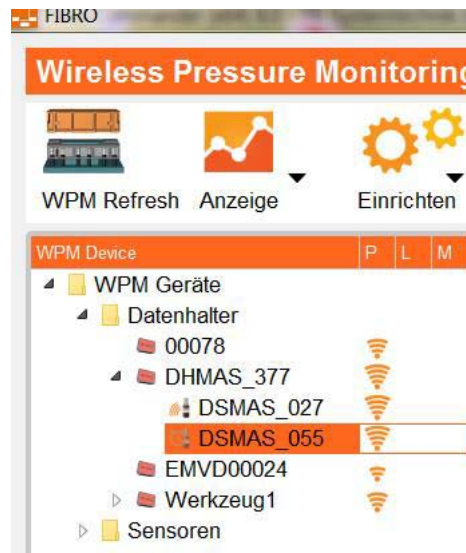 FIBRO
Wireless Pressure Monitoring
WPM Refresh Anzeige Einrichten
WPM Device P L M
WPM Geräte
Datenhalter
00078
DHMAS_377
DSMAS_027
DSMAS_055
EMVD00024
Werkzeug1
Sensoren